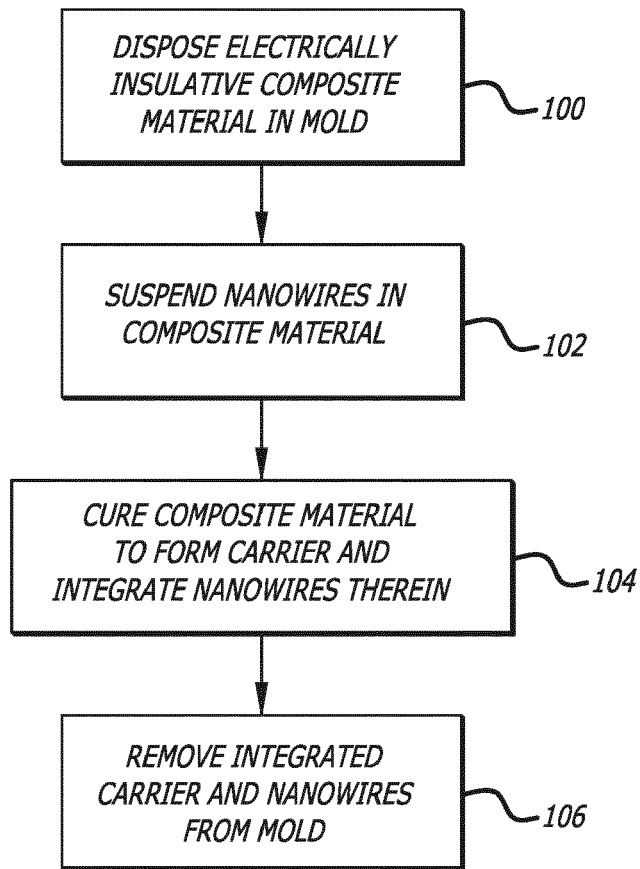 DISPOSE ELECTRICALLY
INSULATIVE COMPOSITE
MATERIAL IN MOLD
100
SUSPEND NANOWIRES IN
COMPOSITE MATERIAL
102
CURE COMPOSITE MATERIAL
TO FORM CARRIER AND
INTEGRATE NANOWIRES THEREIN
104
REMOVE INTEGRATED
CARRIER AND NANOWIRES
FROM MOLD
106